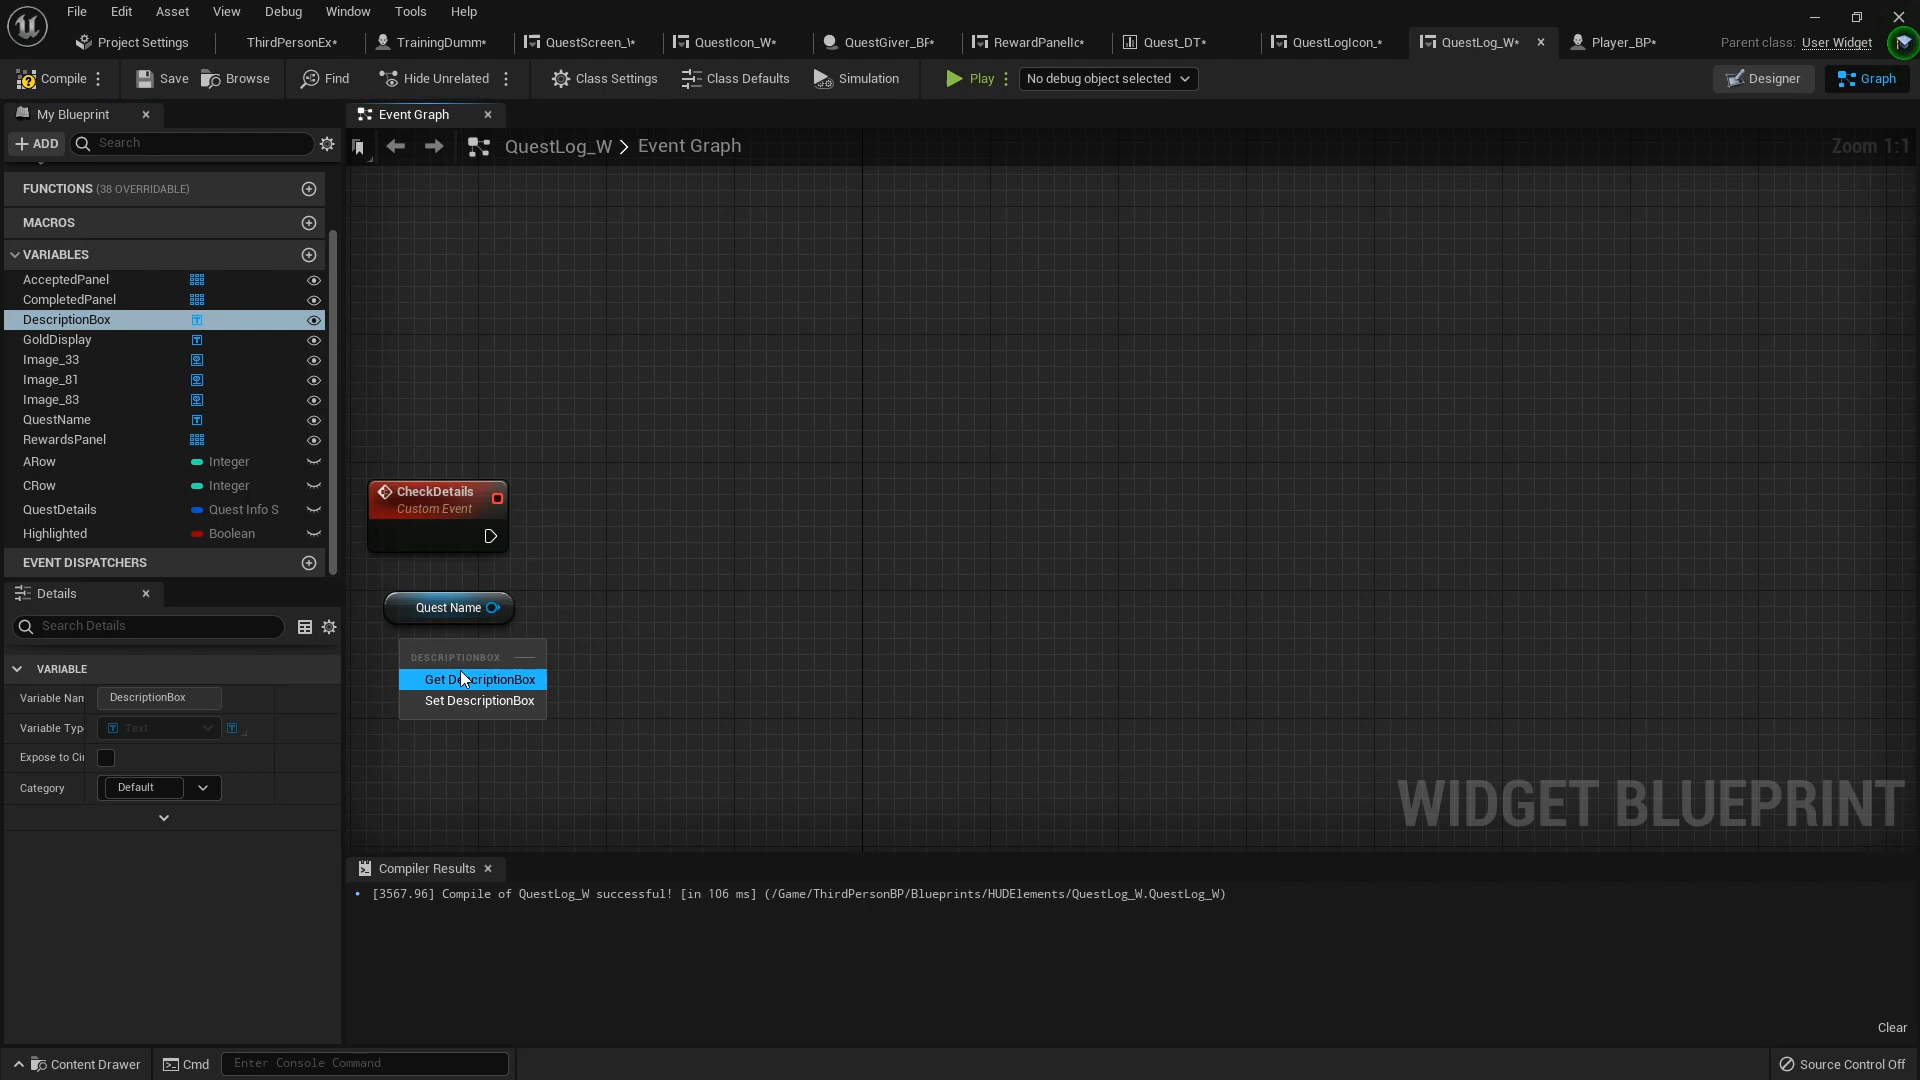 File Edit Asset View Debug Window Tools Help
Project Settings ThirdPersonEx* TrainingDumm* QuestScreen_\* QuestIcon_W* QuestGiver_BF* RewardPanelIc* Quest_DT* QuestLogIcon_* QuestLog_W* Player_BP* Parent class: User Widget
Compile Save Browse Find Hide Unrelated Class Settings Class Defaults Simulation Play No debug object selected Designer Graph
My Blueprint Event Graph
ADD Search QuestLog_W > Event Graph Zoom 1:1
FUNCTIONS (38 OVERRIDABLE)
MACROS
VARIABLES
AcceptedPanel
CompletedPanel
DescriptionBox
GoldDisplay
Image_33
Image_81
Image_83
QuestName
RewardsPanel
ARow Integer
CRow Integer
QuestDetails Quest Info S
Highlighted Boolean
EVENT DISPATCHERS
CheckDetails
Custom Event
Quest Name
DESCRIPTIONBOX
Get DescriptionBox
Set DescriptionBox
WIDGET BLUEPRINT
Details
Search Details
VARIABLE
Variable Nam DescriptionBox
Variable Typ Text
Expose to Ci
Category Default
Compiler Results
[3567.96] Compile of QuestLog_W successful! [in 106 ms] (/Game/ThirdPersonBP/Blueprints/HUDElements/QuestLog_W.QuestLog_W)
Clear
Content Drawer Cmd Enter Console Command Source Control Off